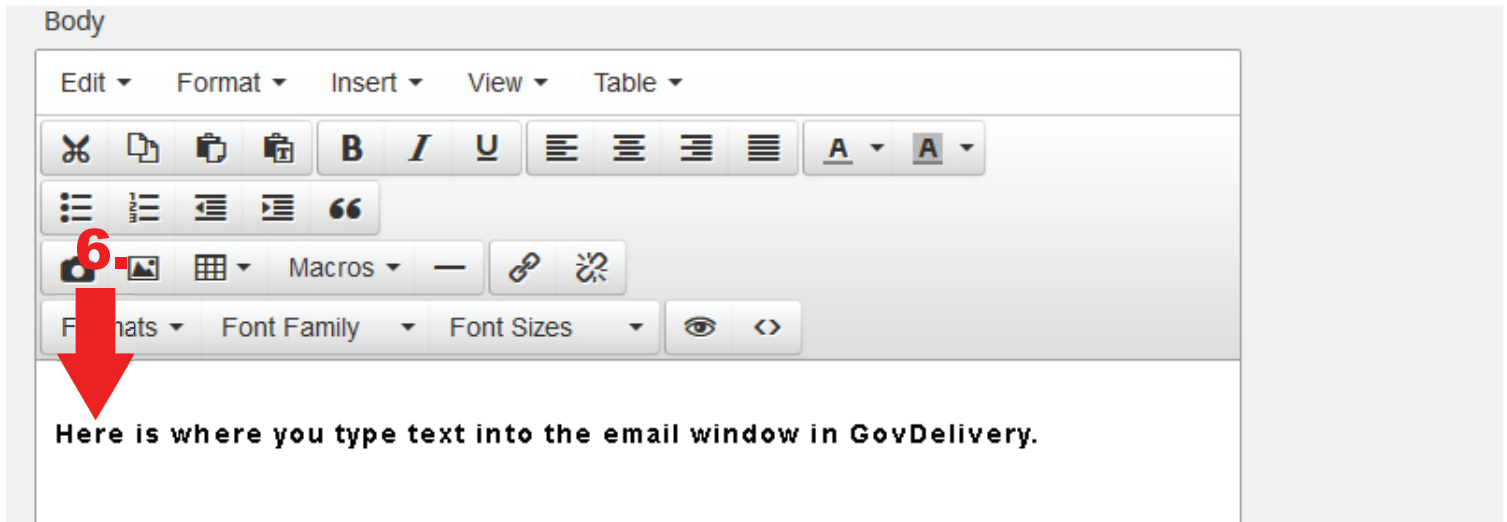 Body
Edit Format Insert View Table
B I U A A
6.
Macros
Formats Font Family Font Sizes
Here is where you type text into the email window in GovDelivery.